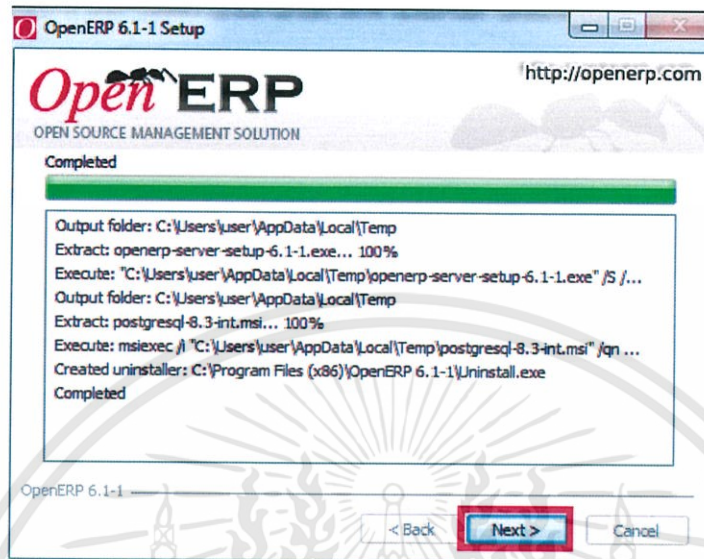 OpenERP 6.1-1 Setup
Open ERP
http://openerp.com
OPEN SOURCE MANAGEMENT SOLUTION
Completed
Output folder: C:\Users\user\AppData\Local\Temp
Extract: openerp-server-setup-6.1-1.exe... 100%
Execute: "C:\Users\user\AppData\Local\Temp\openerp-server-setup-6.1-1.exe" /S /...
Output folder: C:\Users\user\AppData\Local\Temp
Extract: postgresql-8.3-int.msi... 100%
Execute: msiexec /i "C:\Users\user\AppData\Local\Temp\postgresql-8.3-int.msi" /qn ...
Created uninstaller: C:\Program Files (x86)\OpenERP 6.1-1\Uninstall.exe
Completed
OpenERP 6.1-1
< Back
Next >
Cancel